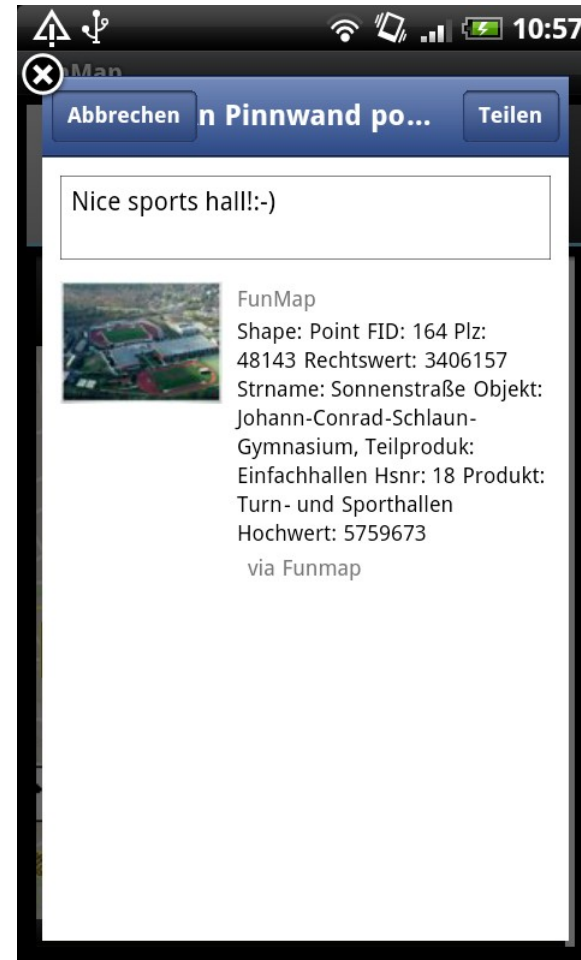 10:57
nMap
Abbrechen n Pinnwand po... Teilen
Nice sports hall!:-)
FunMap
Shape: Point FID: 164 Plz:
48143 Rechtswert: 3406157
Strname: Sonnenstraße Objekt:
Johann-Conrad-Schlaun-
Gymnasium, Teilproduk:
Einfachhallen Hsnr: 18 Produkt:
Turn- und Sporthallen
Hochwert: 5759673
via Funmap